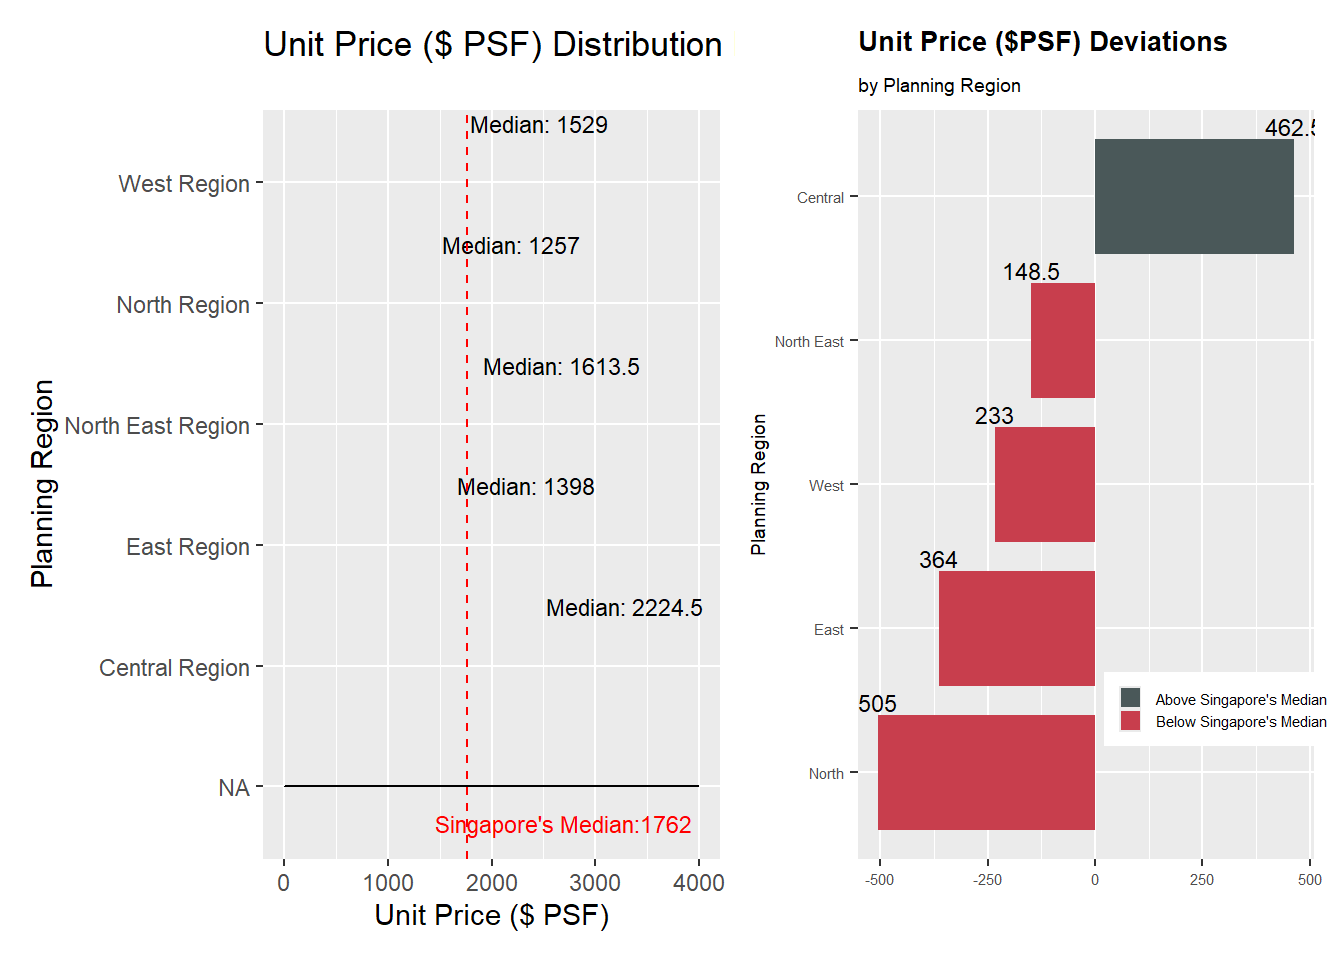 Unit Price ($ PSF) Distribution
Planning Region
West Region
North Region
North East Region
East Region
Central Region
NA
Median: 1529
Median: 1257
Median: 1613.5
Median: 1398
Median: 2224.5
Singapore's Median:1762
0
1000
2000
3000
4000
Unit Price ($ PSF)
Unit Price ($PSF) Deviations
by Planning Region
Planning Region
Central
North East
West
East
North
462.5
148.5
233
364
505
Above Singapore's Median
Below Singapore's Median
-500
-250
0
250
500